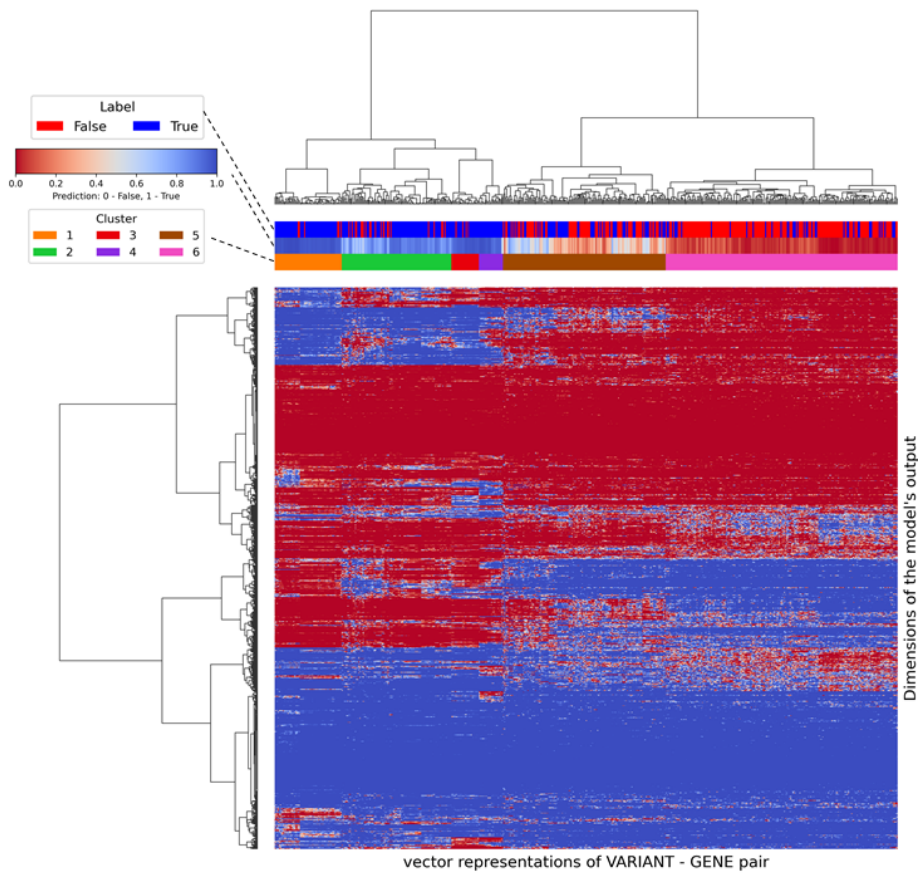 Label
False True
0.0 0.2 0.4 0.6 0.8 1.0
Prediction: 0 - False, 1 - True
Cluster
1 3 5
2 4 6
Dimensions of the model's output
vector representations of VARIANT - GENE pair